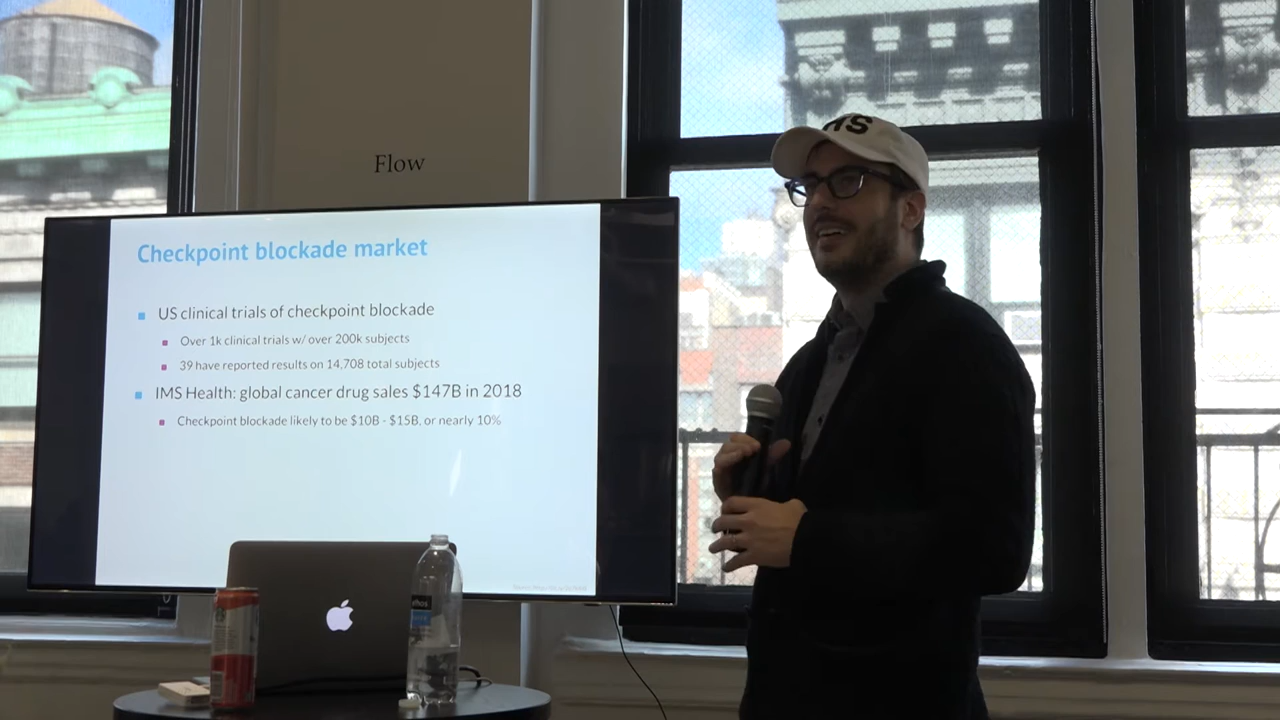 Flow
Checkpoint blockade market
US clinical trials of checkpoint blockade
Over 1k clinical trials w/ over 200k subjects
39 have reported results on 14,708 total subjects
IMS Health: global cancer drug sales $147B in 2018
Checkpoint blockade likely to be $10B - $15B, or nearly 10%